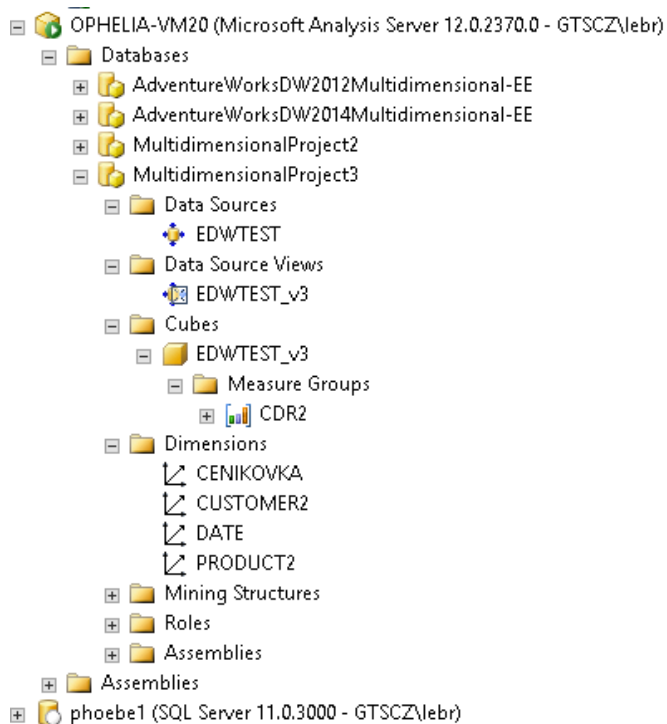 OPHELIA-VM20 (Microsoft Analysis Server 12.0.2370.0 - GTSCZ\lebr)
Databases
AdventureWorksDW2012Multidimensional-EE
AdventureWorksDW2014Multidimensional-EE
MultidimensionalProject2
MultidimensionalProject3
Data Sources
EDWTEST
Data Source Views
EDWTEST_v3
Cubes
EDWTEST_v3
Measure Groups
CDR2
Dimensions
CENIKOVKA
CUSTOMER2
DATE
PRODUCT2
Mining Structures
Roles
Assemblies
Assemblies
phoebe1 (SQL Server 11.0.3000 - GTSCZ\lebr)